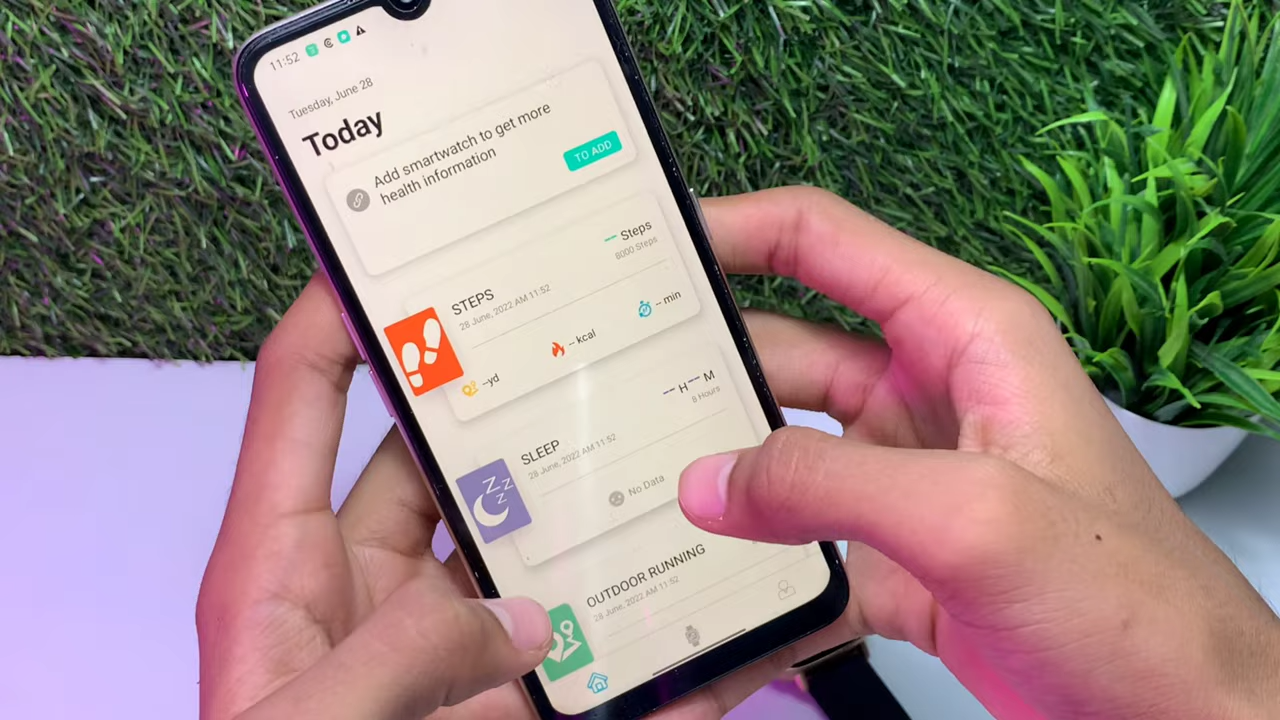 11:52
Tuesday, June 28
Today
Add smartwatch to get more
health information
TO ADD
-- Steps
6000 Steps
STEPS
28 June, 2022 AM 11:52
--yd
-- kcal
-- min
-- H -- M
8 Hours
SLEEP
28 June, 2022 AM 11:52
No Data
OUTDOOR RUNNING
28 June, 2022 AM 11:52